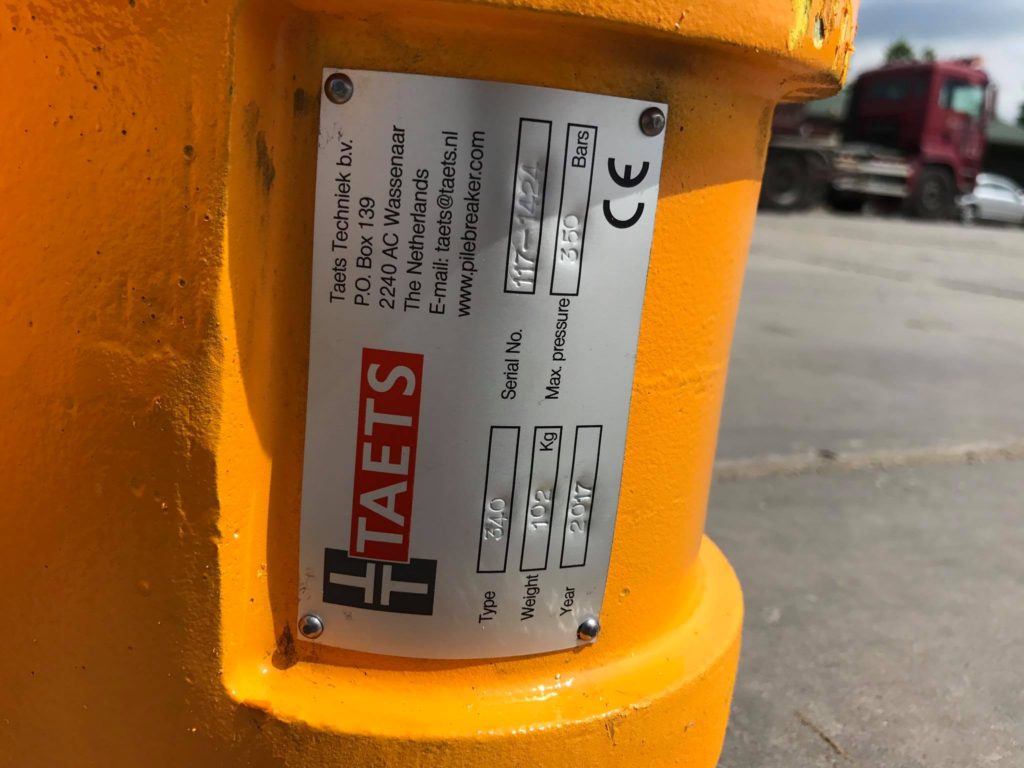 TAETS
Taets Techniek b.v.
P.O. Box 139
2240 AC Wassenaar
The Netherlands
E-mail: taets@taets.nl
www.pilebreaker.com
Type 340 Serial No. 117-1424
Weight 102 Kg Max. pressure 350 Bars
Year 2017 CE